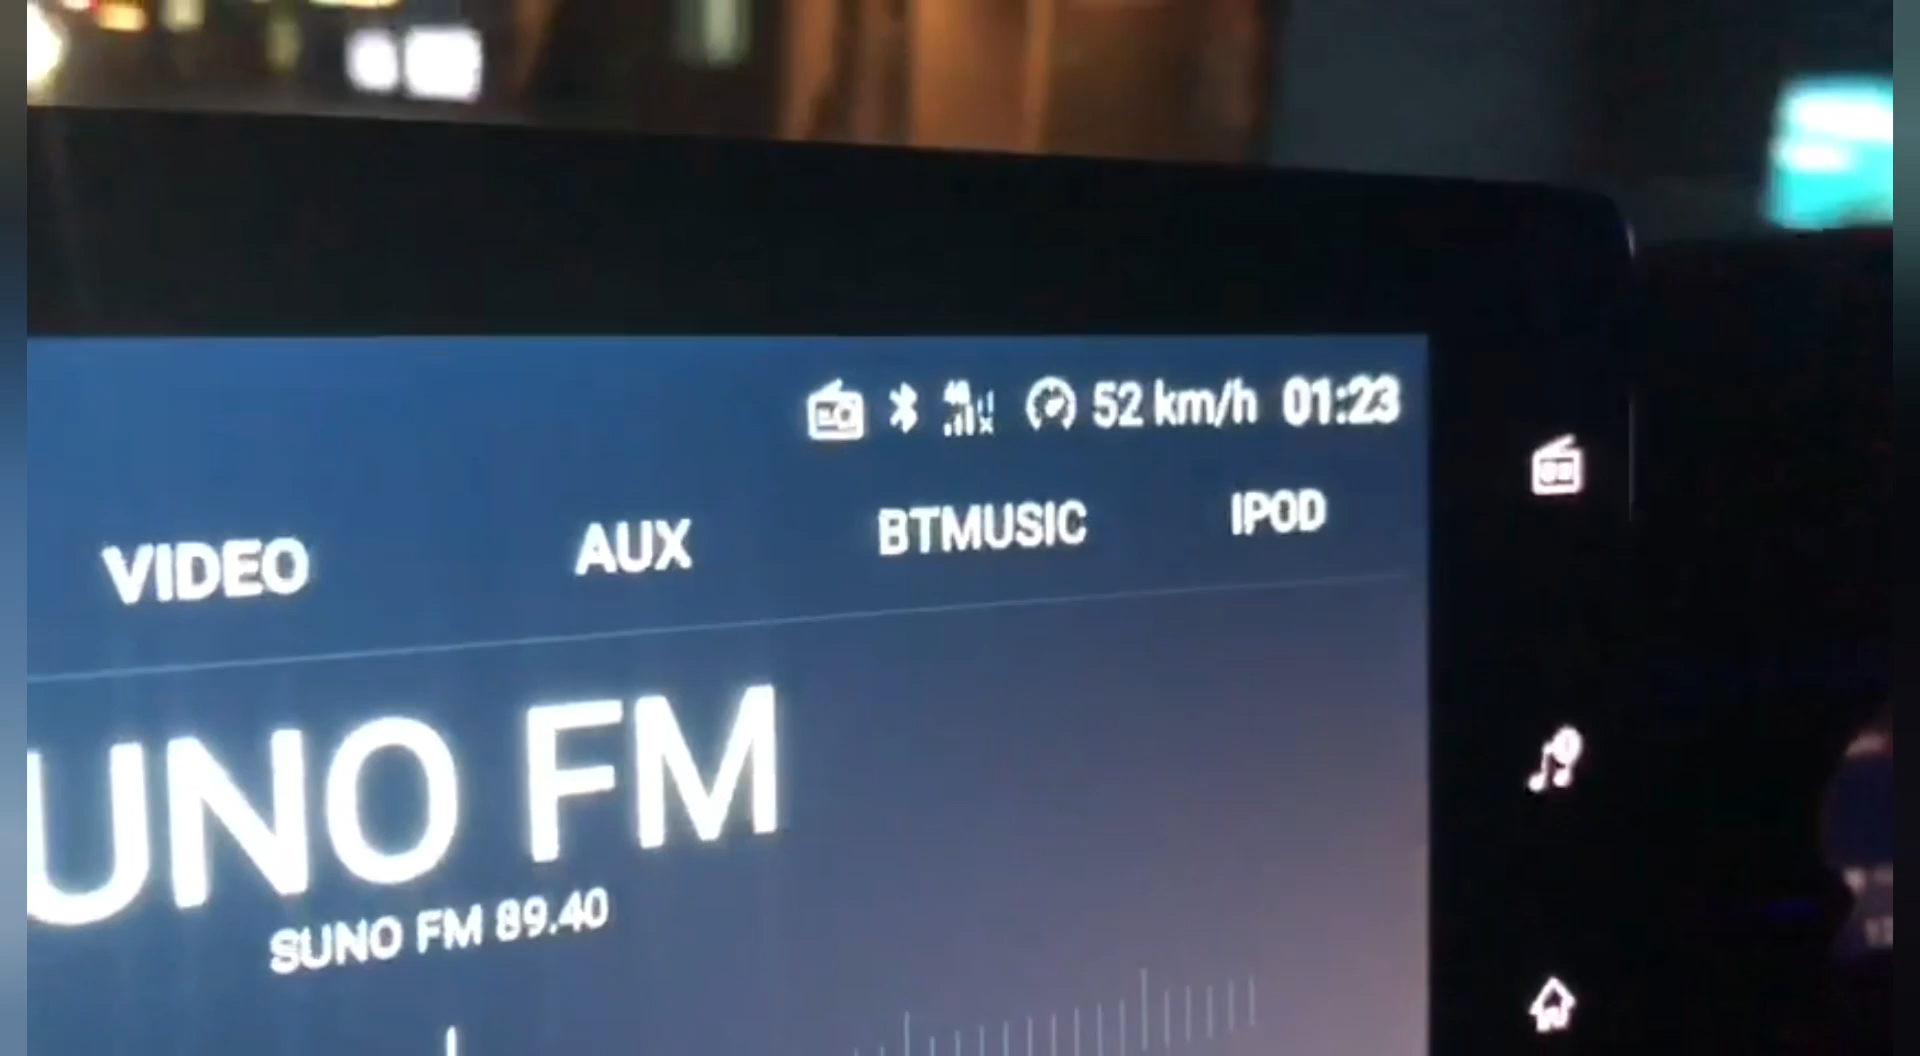 52 km/h 01:23
VIDEO AUX BTMUSIC IPOD
UNO FM
SUNO FM 89.40